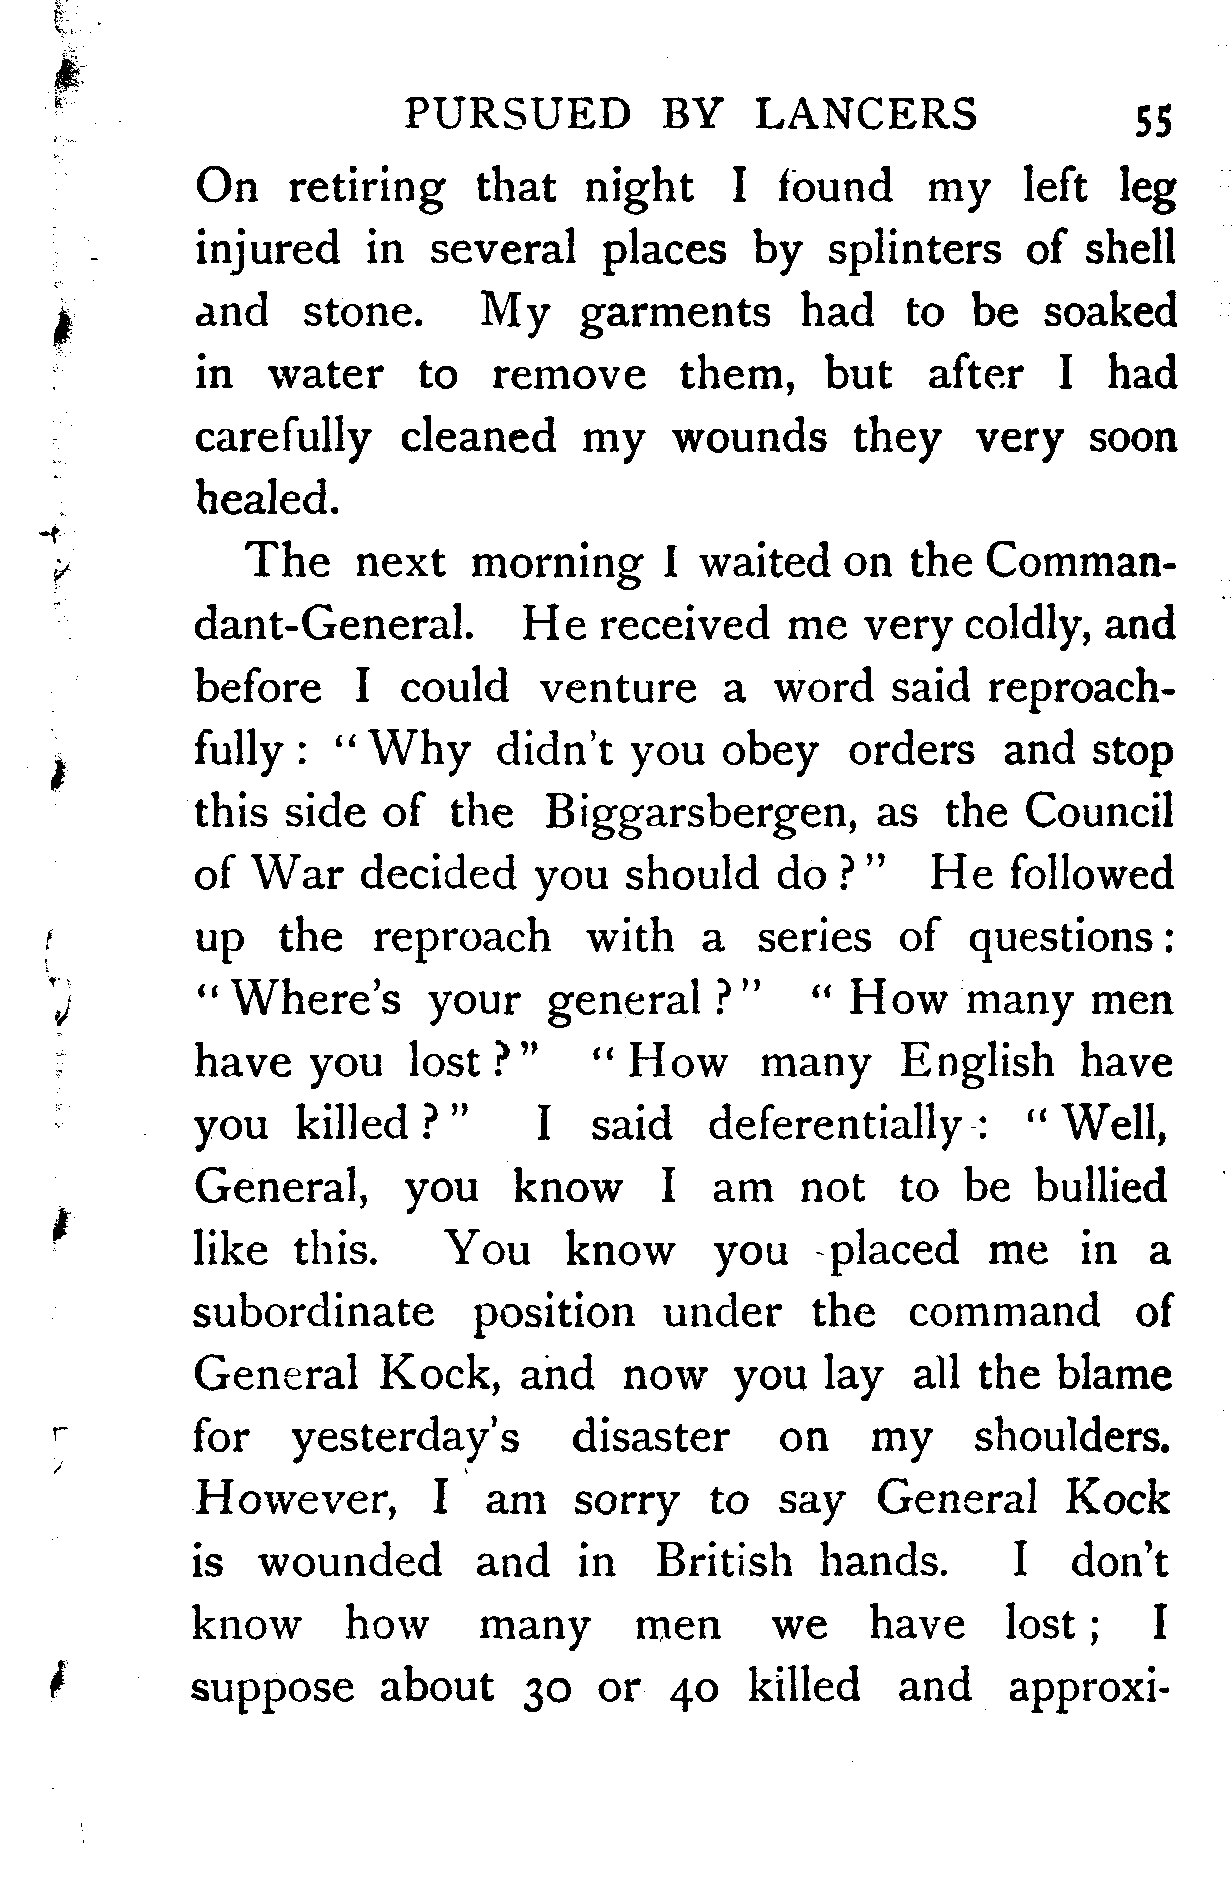 PURSUED BY LANCERS 55
On retiring that night I found my left leg
injured in several places by splinters of shell
and stone. My garments had to be soaked
in water to remove them, but after I had
carefully cleaned my wounds they very soon
healed.
The next morning I waited on the Comman-
dant-General. He received me very coldly, and
before I could venture a word said reproach-
fully : “ Why didn’t you obey orders and stop
this side of the Biggarsbergen, as the Council
of War decided you should do ? ” He followed
up the reproach with a series of questions :
“ Where’s your general ? ” “ How many men
have you lost ? ” “ How many English have
you killed ? ” I said deferentially : “ Well,
General, you know I am not to be bullied
like this. You know you placed me in a
subordinate position under the command of
General Kock, and now you lay all the blame
for yesterday’s disaster on my shoulders.
However, I am sorry to say General Kock
is wounded and in British hands. I don’t
know how many men we have lost ; I
suppose about 30 or 40 killed and approxi-